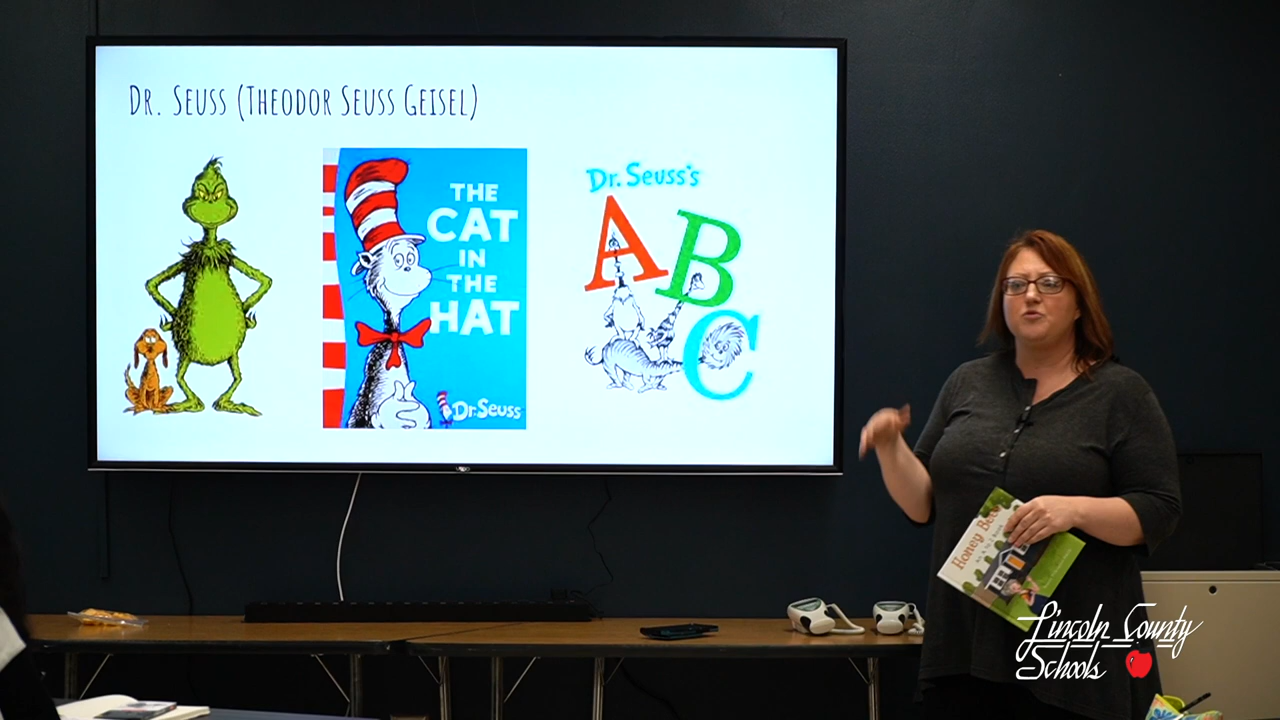 DR. SEUSS (THEODOR SEUSS GEISEL)
THE
CAT
IN
THE
HAT
Dr. Seuss
Dr. Seuss's
A
B
C
Honey Bee
Lincoln County
Schools